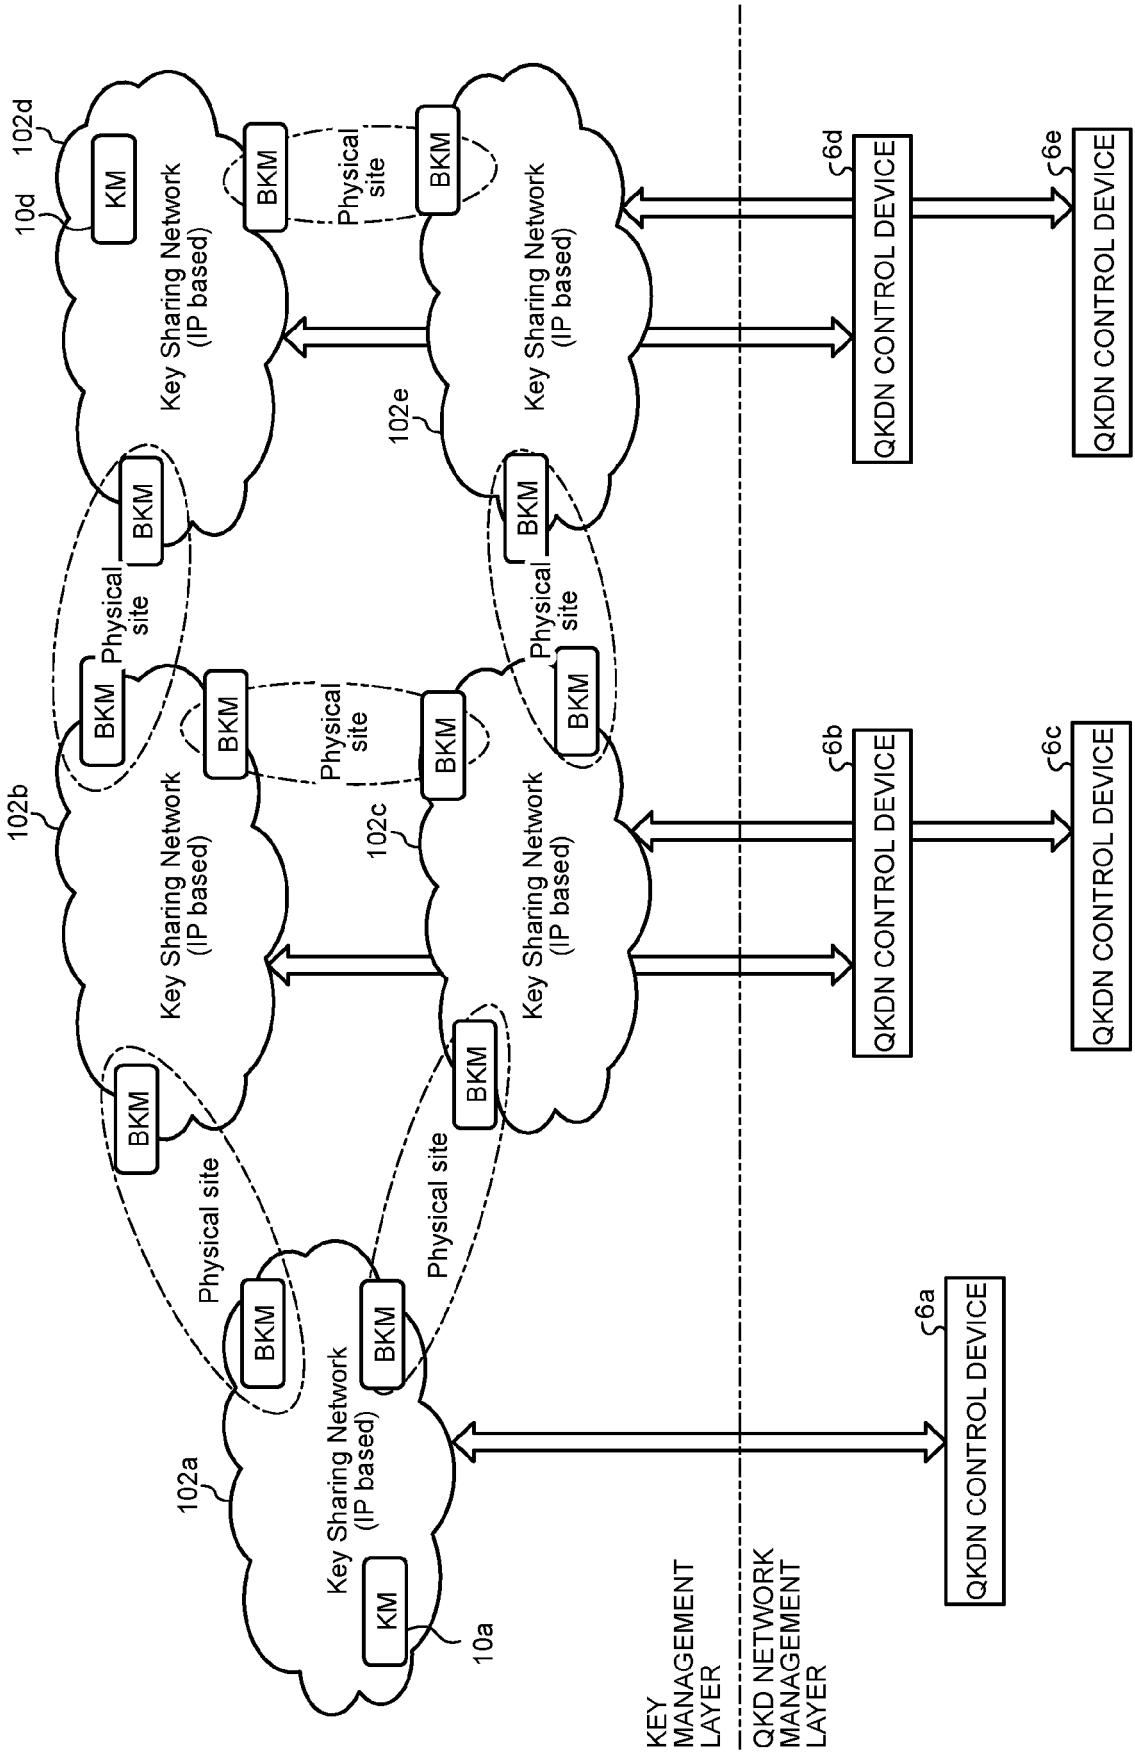 102d
10d
KM
Key Sharing Network
(IP based)
BKM
BKM
Physical
site
BKM
Physical
site
BKM
102b
Key Sharing Network
(IP based)
BKM
BKM
Physical
site
BKM
102e
Key Sharing Network
(IP based)
BKM
Physical
site
BKM
102c
Key Sharing Network
(IP based)
BKM
Physical site
BKM
Physical site
BKM
102a
Key Sharing Network
(IP based)
KM
10a
BKM
KEY
MANAGEMENT
LAYER
QKD NETWORK
MANAGEMENT
LAYER
6a
QKDN CONTROL DEVICE
6b
QKDN CONTROL DEVICE
6c
QKDN CONTROL DEVICE
6d
QKDN CONTROL DEVICE
6e
QKDN CONTROL DEVICE